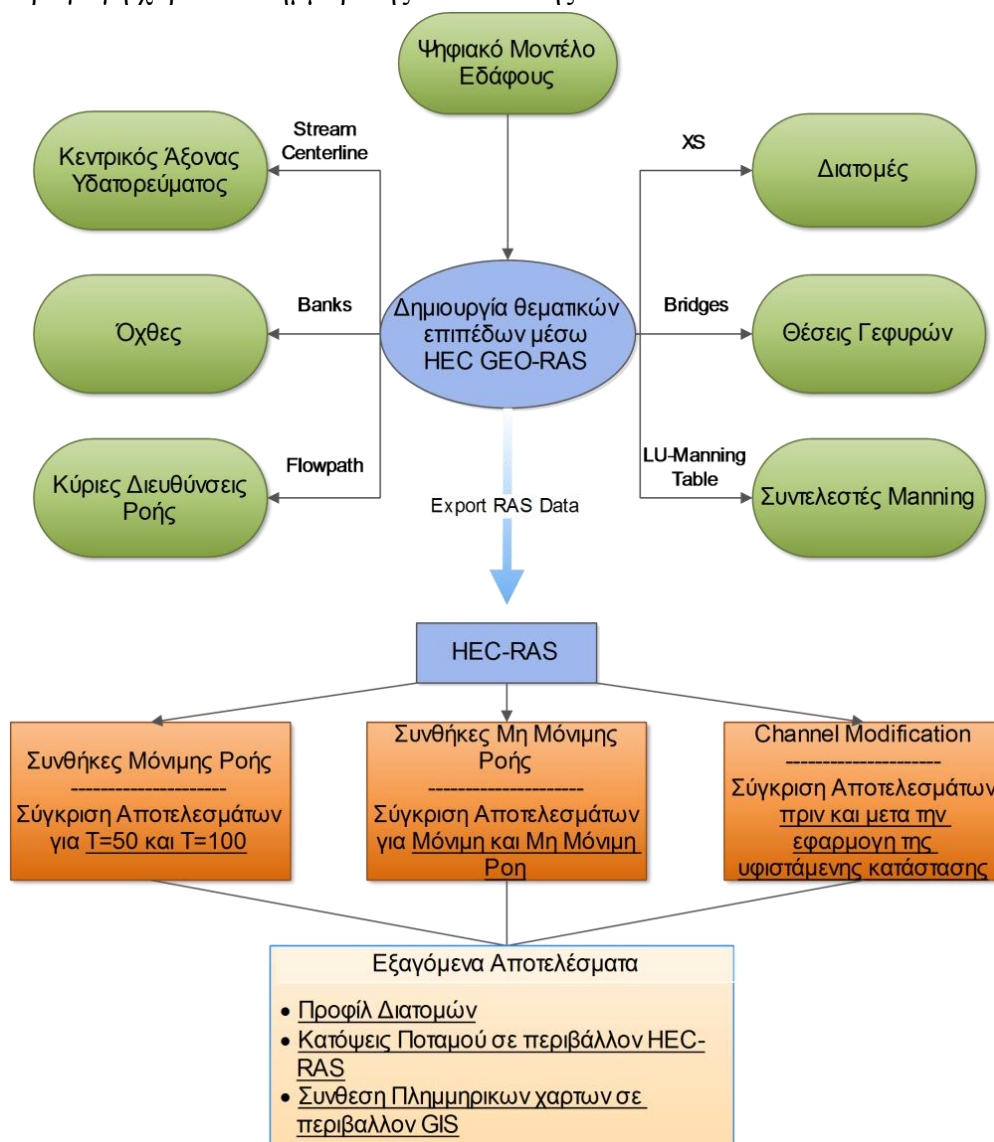 Ψηφιακό Μοντέλο
Εδάφους
Stream
Centerline
XS
Κεντρικός Άξονας
Υδατορεύματος
Διατομές
Banks
Bridges
Όχθες
Δημιουργία θεματικών
επιπέδων μέσω
HEC GEO-RAS
Θέσεις Γεφυρών
Flowpath
LU-Manning
Table
Κύριες Διευθύνσεις
Ροής
Συντελεστές Manning
Export RAS Data
HEC-RAS
Συνθήκες Μόνιμης Ροής
---------------------
Σύγκριση Αποτελεσμάτων
για T=50 και T=100
Συνθήκες Μη Μόνιμης
Ροής
---------------------
Σύγκριση Αποτελεσμάτων
για Μόνιμη και Μη Μόνιμη
Ροη
Channel Modification
---------------------
Σύγκριση Αποτελεσμάτων
πριν και μετα την
εφαρμογη της
υφιστάμενης κατάστασης
Εξαγόμενα Αποτελέσματα
• Προφίλ Διατομών
• Κατόψεις Ποταμού σε περιβάλλον HEC-
RAS
• Συνθεση Πλημμηρικων χαρτων σε
περιβαλλον GIS